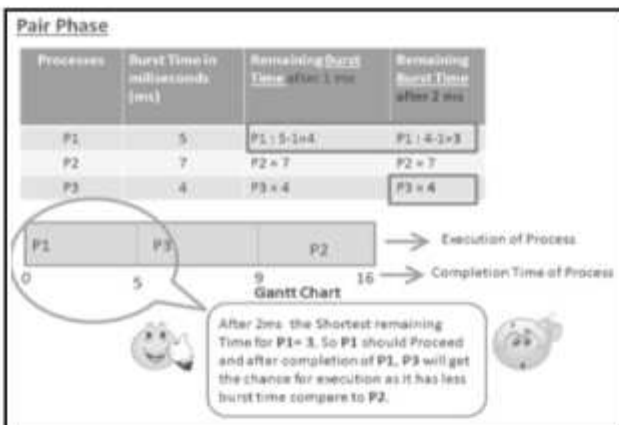 Pair Phase
Processes Burst Time in Remaining Burst Remaining
milliseconds Time after 1 ms Burst Time
(ms) after 2 ms
P1 5 P1 : 5-1=4 P1 : 4-1=3
P2 7 P2 = 7 P2 = 7
P3 4 P3 = 4 P3 = 4
P1 P3 P2 Execution of Process
0 5 9 16 Completion Time of Process
Gantt Chart
After 2ms the Shortest remaining
Time for P1= 3. So P1 should Proceed
and after completion of P1, P3 will get
the chance for execution as it has less
burst time compare to P2.